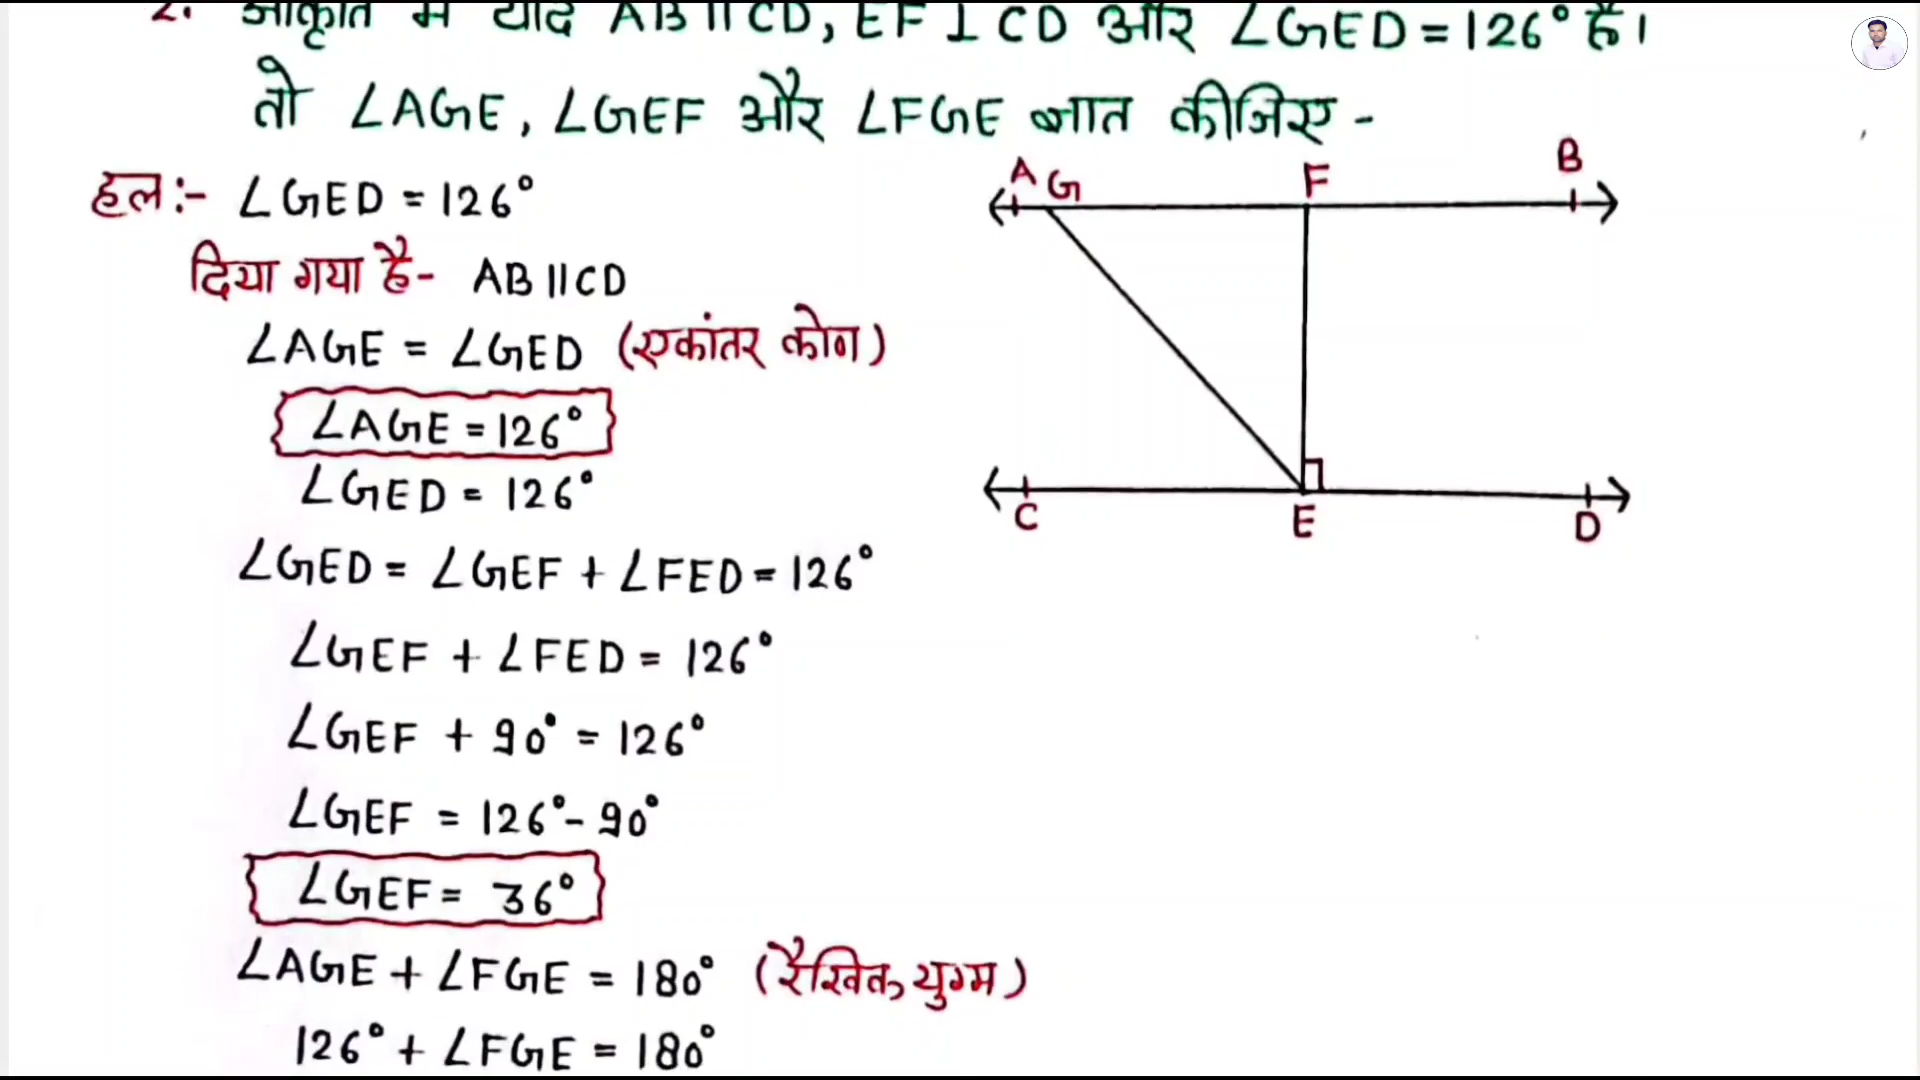 2. आकृति में यदि AB || CD, EF ⊥ CD और ∠GED = 126° है।
तो ∠AGE, ∠GEF और ∠FGE ज्ञात कीजिए -
हल:- ∠GED = 126°
दिया गया है- AB || CD
∠AGE = ∠GED (एकांतर कोण)
∠AGE = 126°
∠GED = 126°
∠GED = ∠GEF + ∠FED = 126°
∠GEF + ∠FED = 126°
∠GEF + 90° = 126°
∠GEF = 126° - 90°
∠GEF = 36°
∠AGE + ∠FGE = 180° (रैखिक युग्म)
126° + ∠FGE = 180°
A G F B
C E D